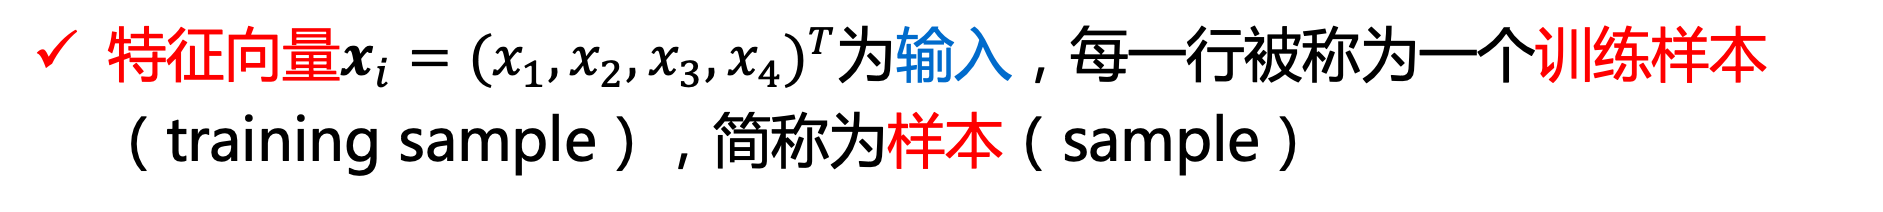 ✓ 特征向量𝒙ᵢ = (x₁, x₂, x₃, x₄)ᵀ为输入，每一行被称为一个训练样本
（training sample），简称为样本（sample）